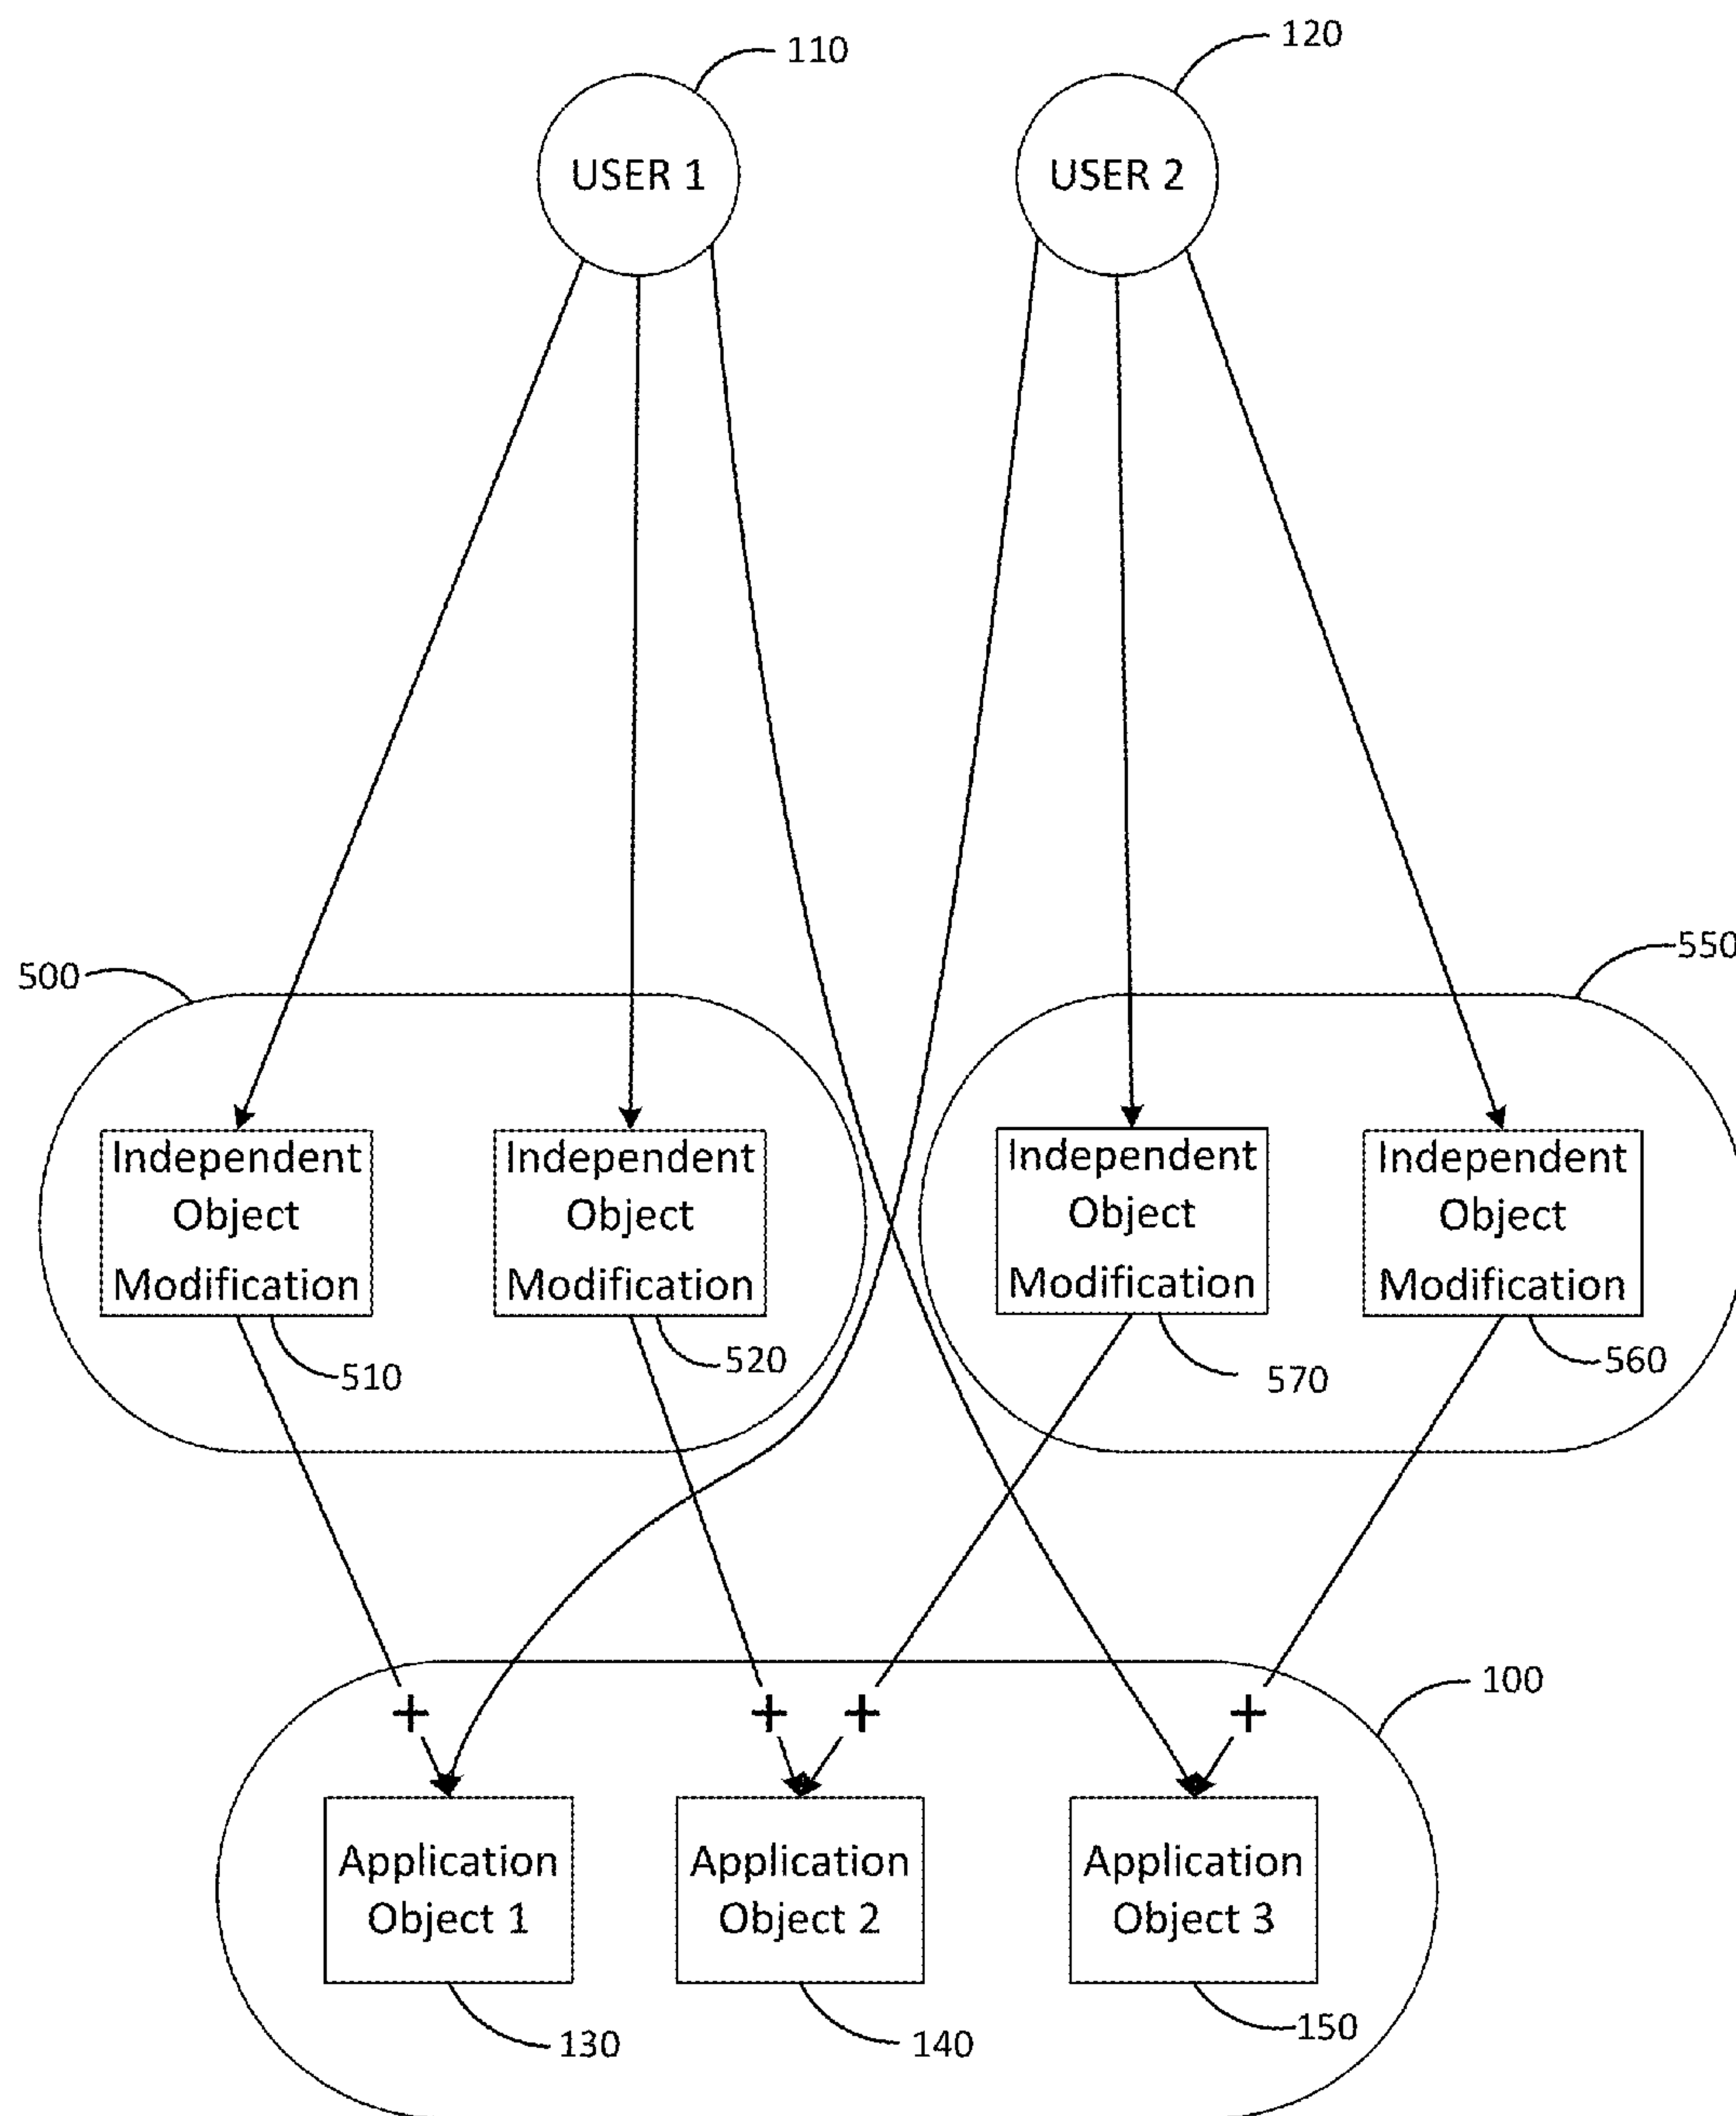 110
120
USER 1
USER 2
500
550
Independent
Object
Modification
Independent
Object
Modification
Independent
Object
Modification
Independent
Object
Modification
510
520
570
560
100
+
+
+
+
Application
Object 1
Application
Object 2
Application
Object 3
130
140
150